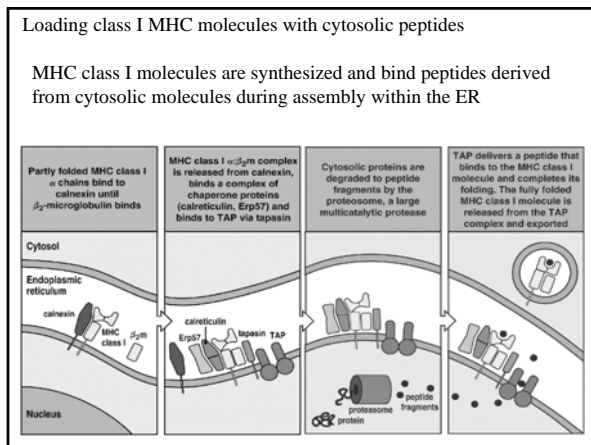 Loading class I MHC molecules with cytosolic peptides
MHC class I molecules are synthesized and bind peptides derived
from cytosolic molecules during assembly within the ER
Partly folded MHC class I
α chains bind to
calnexin until
β2-microglobulin binds
MHC class I α:β2m complex
is released from calnexin,
binds a complex of
chaperone proteins
(calreticulin, Erp57) and
binds to TAP via tapasin
Cytosolic proteins are
degraded to peptide
fragments by the
proteosome, a large
multicatalytic protease
TAP delivers a peptide that
binds to the MHC class I
molecule and completes its
folding. The fully folded
MHC class I molecule is
released from the TAP
complex and exported
Cytosol
Endoplasmic
reticulum
calnexin
MHC
class I
β2m
Nucleus
calreticulin
Erp57
tapasin
TAP
proteasome
protein
peptide
fragments